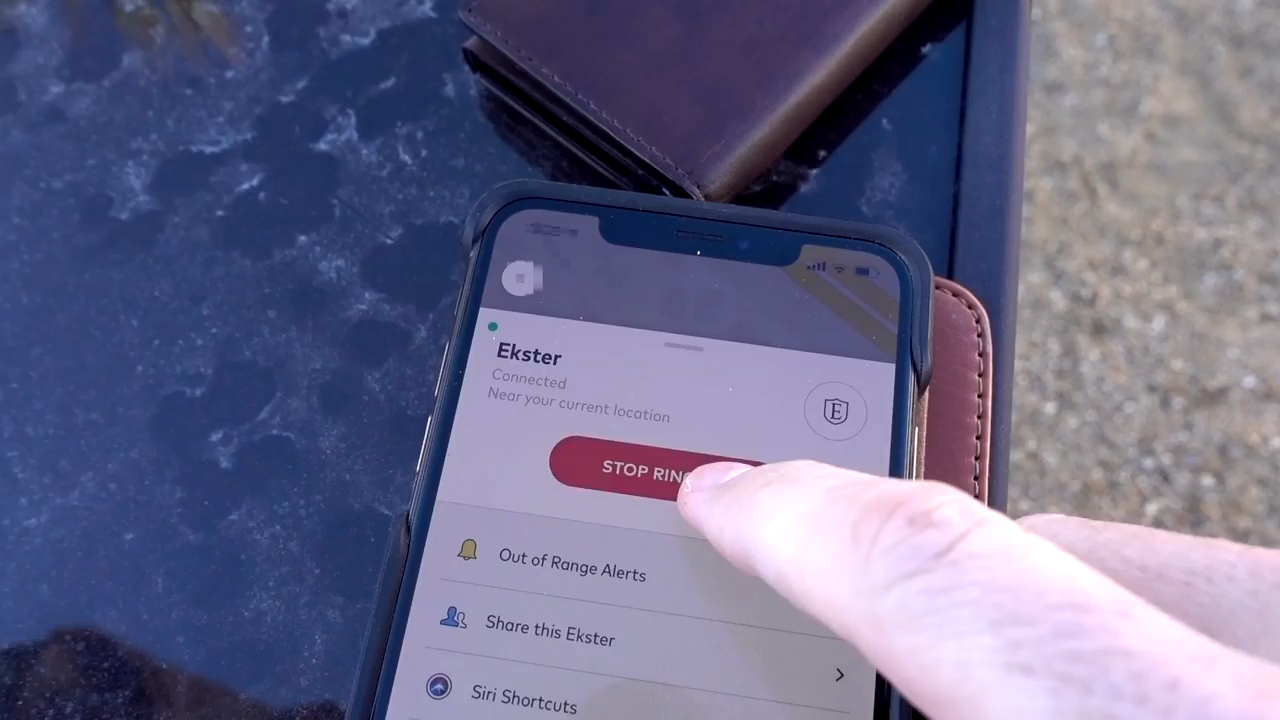 Ekster
Connected
Near your current location
E
STOP RING
Out of Range Alerts
Share this Ekster
Siri Shortcuts